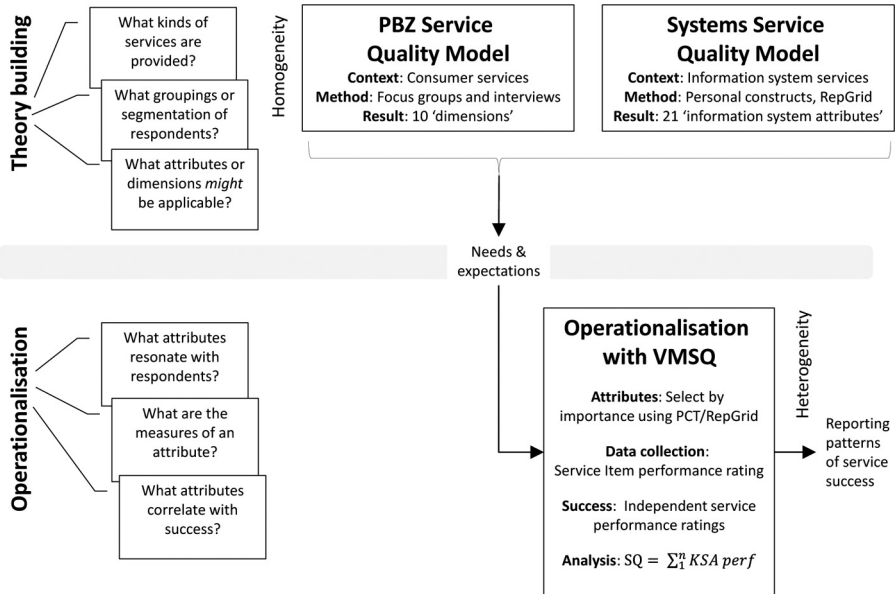 Theory building
What kinds of
services are
provided?
What groupings or
segmentation of
respondents?
What attributes or
dimensions might
be applicable?
Homogeneity
PBZ Service
Quality Model
Context: Consumer services
Method: Focus groups and interviews
Result: 10 ‘dimensions’
Systems Service
Quality Model
Context: Information system services
Method: Personal constructs, RepGrid
Result: 21 ‘information system attributes’
Needs &
expectations
Operationalisation
What attributes
resonate with
respondents?
What are the
measures of an
attribute?
What attributes
correlate with
success?
Operationalisation
with VMSQ
Attributes: Select by
importance using PCT/RepGrid
Data collection:
Service Item performance rating
Success: Independent service
performance ratings
Analysis: SQ = ∑₁ⁿ KSA perf
Heterogeneity
Reporting
patterns
of service
success